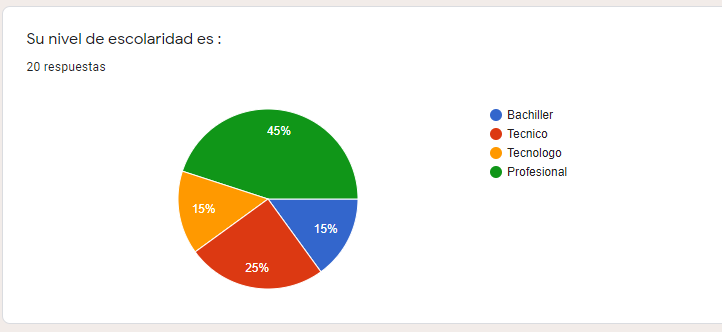 Su nivel de escolaridad es :
20 respuestas
45%
15%
15%
25%
Bachiller
Tecnico
Tecnologo
Profesional